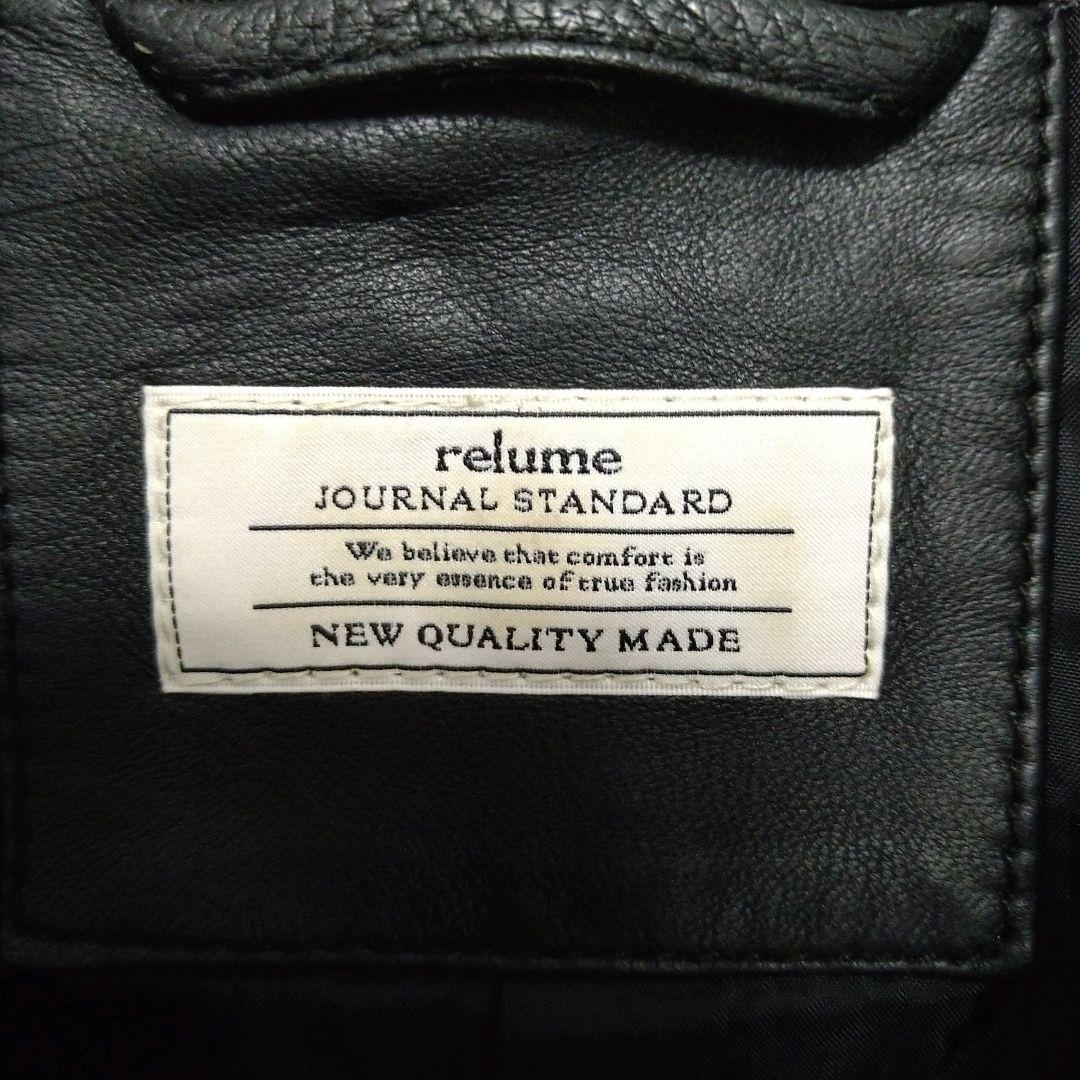 relume
JOURNAL STANDARD
We believe that comfort is
the very essence of true fashion
NEW QUALITY MADE